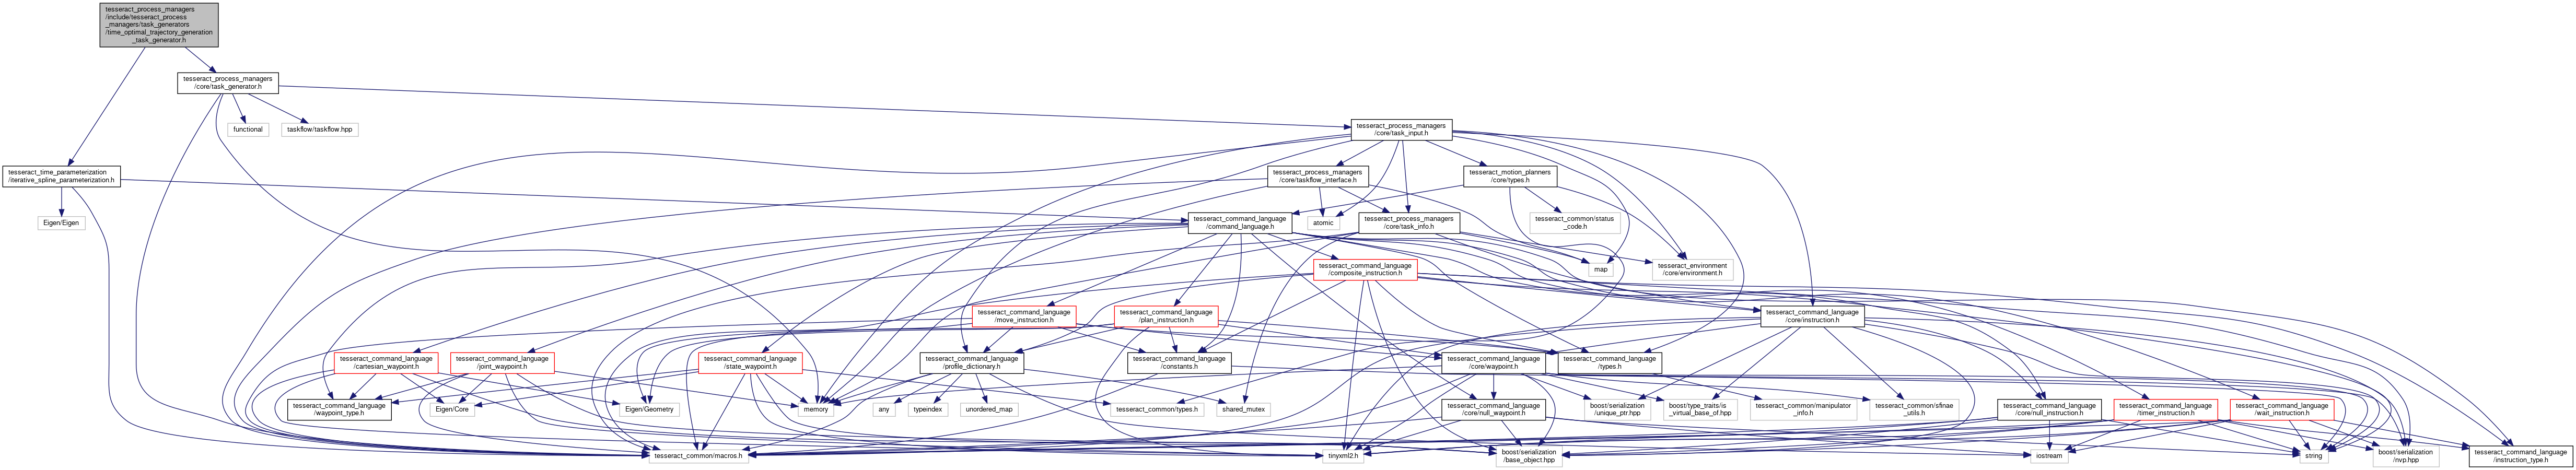 tesseract_process_managers
/include/tesseract_process
_managers/task_generators
/time_optimal_trajectory_generation
_task_generator.h
tesseract_process_managers
/core/task_generator.h
functional
taskflow/taskflow.hpp
tesseract_process_managers
/core/task_input.h
tesseract_time_parameterization
/iterative_spline_parameterization.h
tesseract_process_managers
/core/taskflow_interface.h
tesseract_motion_planners
/core/types.h
Eigen/Eigen
tesseract_command_language
/command_language.h
atomic
tesseract_process_managers
/core/task_info.h
tesseract_common/status
_code.h
tesseract_command_language
/composite_instruction.h
map
tesseract_environment
/core/environment.h
tesseract_command_language
/move_instruction.h
tesseract_command_language
/plan_instruction.h
tesseract_command_language
/core/instruction.h
tesseract_command_language
/cartesian_waypoint.h
tesseract_command_language
/joint_waypoint.h
tesseract_command_language
/state_waypoint.h
tesseract_command_language
/profile_dictionary.h
tesseract_command_language
/constants.h
tesseract_command_language
/core/waypoint.h
tesseract_command_language
/types.h
tesseract_command_language
/waypoint_type.h
Eigen/Core
Eigen/Geometry
memory
any
typeindex
unordered_map
tesseract_common/types.h
shared_mutex
tesseract_command_language
/core/null_waypoint.h
boost/serialization
/unique_ptr.hpp
boost/type_traits/is
_virtual_base_of.hpp
tesseract_common/manipulator
_info.h
tesseract_common/sfinae
_utils.h
tesseract_command_language
/core/null_instruction.h
tesseract_command_language
/timer_instruction.h
tesseract_command_language
/wait_instruction.h
tesseract_common/macros.h
tinyxml2.h
boost/serialization
/base_object.hpp
iostream
string
boost/serialization
/nvp.hpp
tesseract_command_language
/instruction_type.h